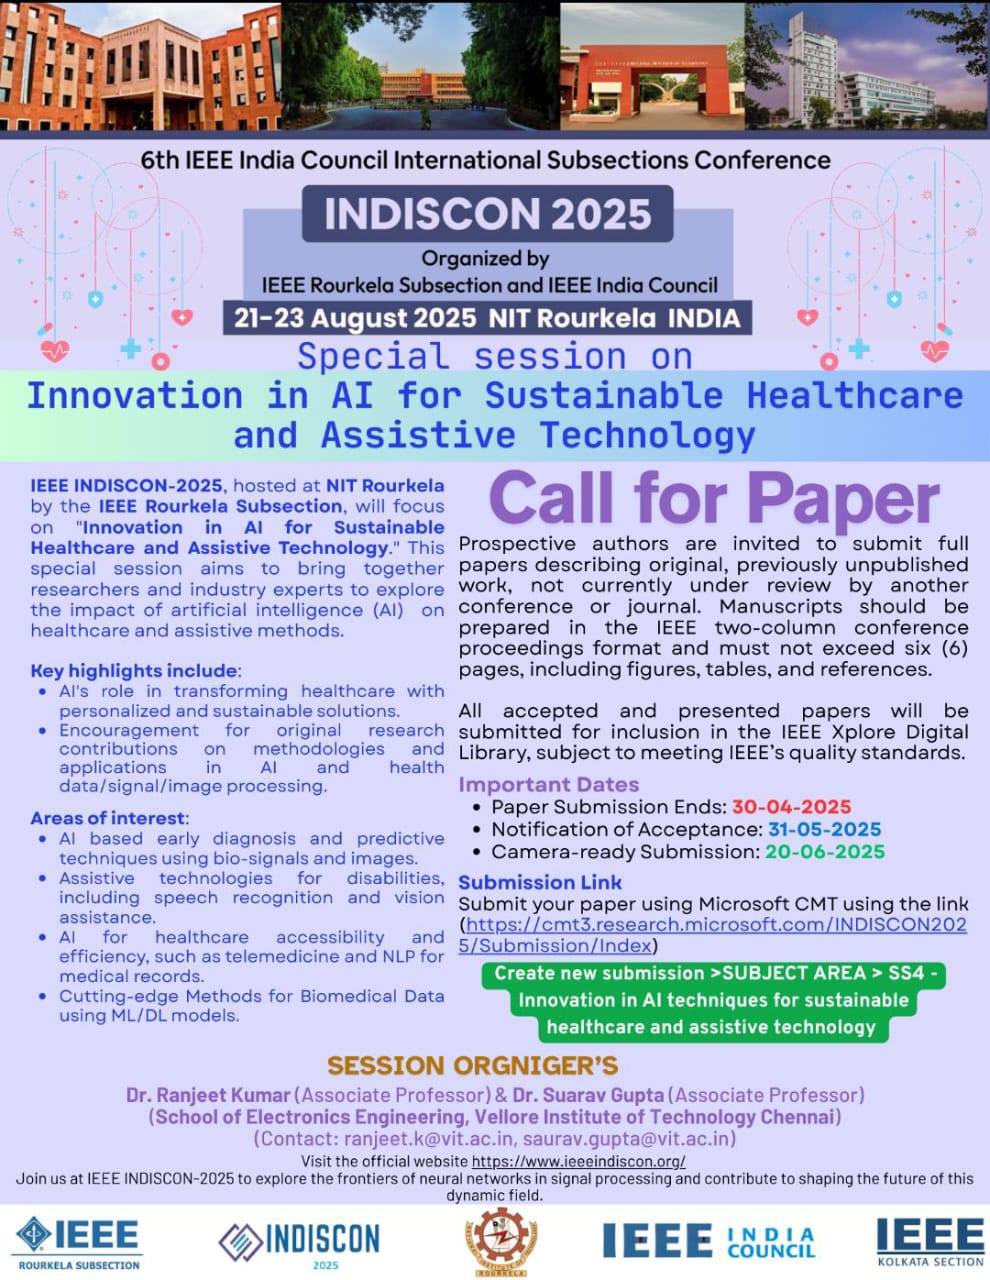 6th IEEE India Council International Subsections Conference
INDISCON 2025
Organized by
IEEE Rourkela Subsection and IEEE India Council
21-23 August 2025 NIT Rourkela INDIA
Special session on
Innovation in AI for Sustainable Healthcare
and Assistive Technology
IEEE INDISCON-2025, hosted at NIT Rourkela
by the IEEE Rourkela Subsection, will focus
on "Innovation in AI for Sustainable
Healthcare and Assistive Technology." This
special session aims to bring together
researchers and industry experts to explore
the impact of artificial intelligence (AI) on
healthcare and assistive methods.
Key highlights include:
• AI's role in transforming healthcare with
personalized and sustainable solutions.
• Encouragement for original research
contributions on methodologies and
applications in AI and health
data/signal/image processing.
Areas of interest:
• AI based early diagnosis and predictive
techniques using bio-signals and images.
• Assistive technologies for disabilities,
including speech recognition and vision
assistance.
• AI for healthcare accessibility and
efficiency, such as telemedicine and NLP for
medical records.
• Cutting-edge Methods for Biomedical Data
using ML/DL models.
Call for Paper
Prospective authors are invited to submit full
papers describing original, previously unpublished
work, not currently under review by another
conference or journal. Manuscripts should be
prepared in the IEEE two-column conference
proceedings format and must not exceed six (6)
pages, including figures, tables, and references.
All accepted and presented papers will be
submitted for inclusion in the IEEE Xplore Digital
Library, subject to meeting IEEE's quality standards.
Important Dates
• Paper Submission Ends: 30-04-2025
• Notification of Acceptance: 31-05-2025
• Camera-ready Submission: 20-06-2025
Submission Link
Submit your paper using Microsoft CMT using the link
(https://cmt3.research.microsoft.com/INDISCON202
5/Submission/Index)
Create new submission >SUBJECT AREA > SS4 -
Innovation in AI techniques for sustainable
healthcare and assistive technology
SESSION ORGNIGER'S
Dr. Ranjeet Kumar (Associate Professor) & Dr. Suarav Gupta (Associate Professor)
(School of Electronics Engineering, Vellore Institute of Technology Chennai)
(Contact: ranjeet.k@vit.ac.in, saurav.gupta@vit.ac.in)
Visit the official website https://www.ieeeindiscon.org/
Join us at IEEE INDISCON-2025 to explore the frontiers of neural networks in signal processing and contribute to shaping the future of this
dynamic field.
IEEE
ROURKELA SUBSECTION
INDISCON
2025
ROURKELA
IEEE INDIA
COUNCIL
IEEE
KOLKATA SECTION